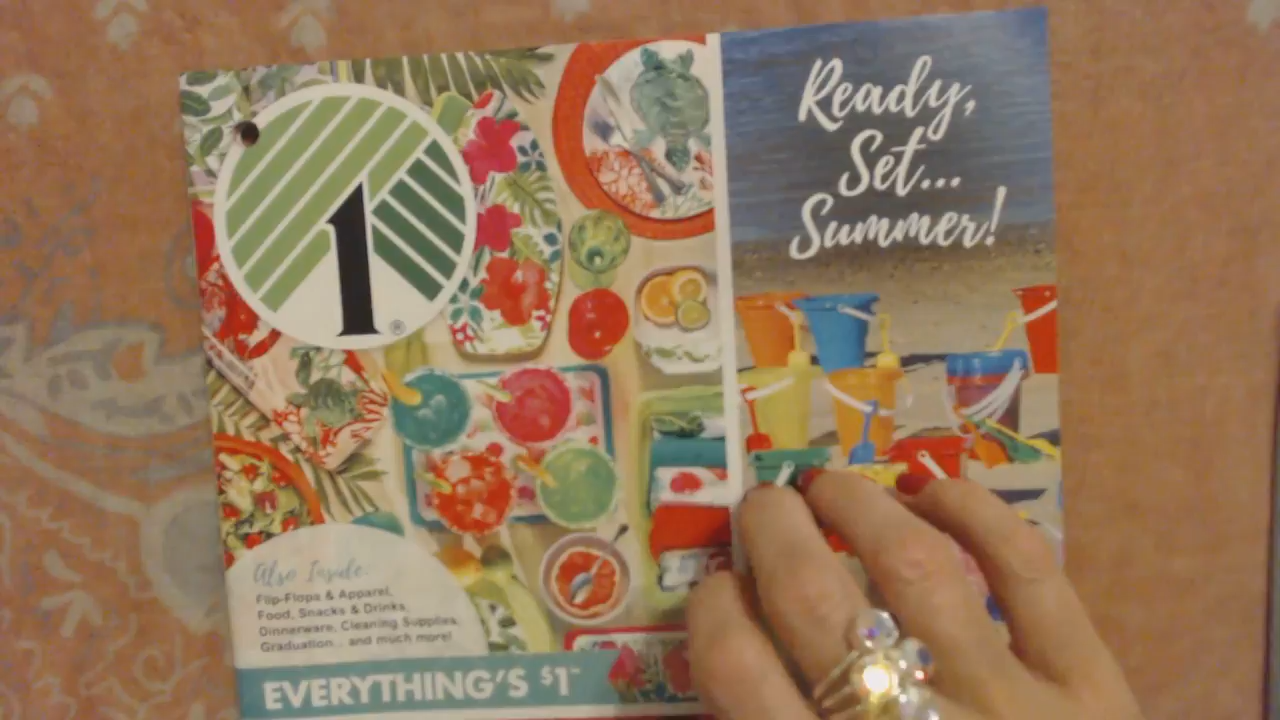 1®
Ready,
Set...
Summer!
Also Inside:
Flip-Flops & Apparel,
Food, Snacks & Drinks,
Dinnerware, Cleaning Supplies,
Graduation... and much more!
EVERYTHING'S $1™